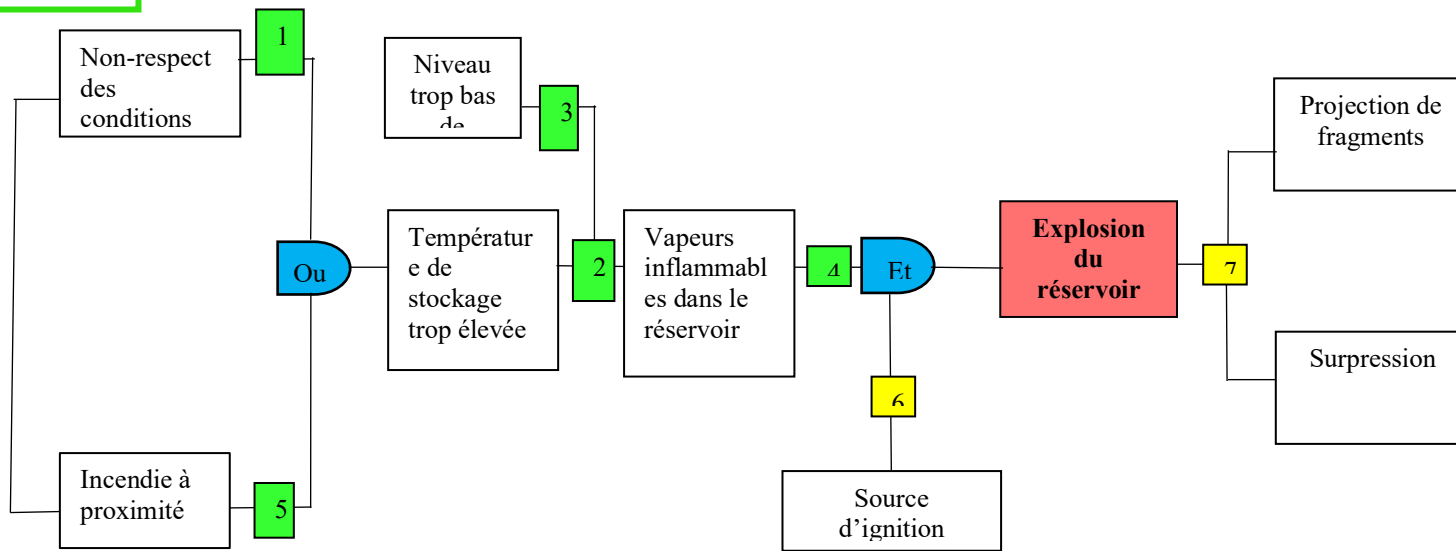 Non-respect
des
conditions
1
Niveau
trop bas
de
3
Projection de
fragments
Ou
Températur
e de
stockage
trop élevée
2
Vapeurs
inflammabl
es dans le
réservoir
4
Et
Explosion
du
réservoir
7
Surpression
6
Incendie à
proximité
5
Source
d’ignition